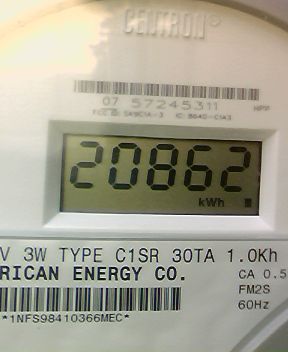 CENTRON®
07 57245311
20862
kWh
V 3W TYPE C1SR 30TA 1.0Kh
RICAN ENERGY CO.
CA 0.5
FM2S
60Hz
*1NFS98410366MEC*